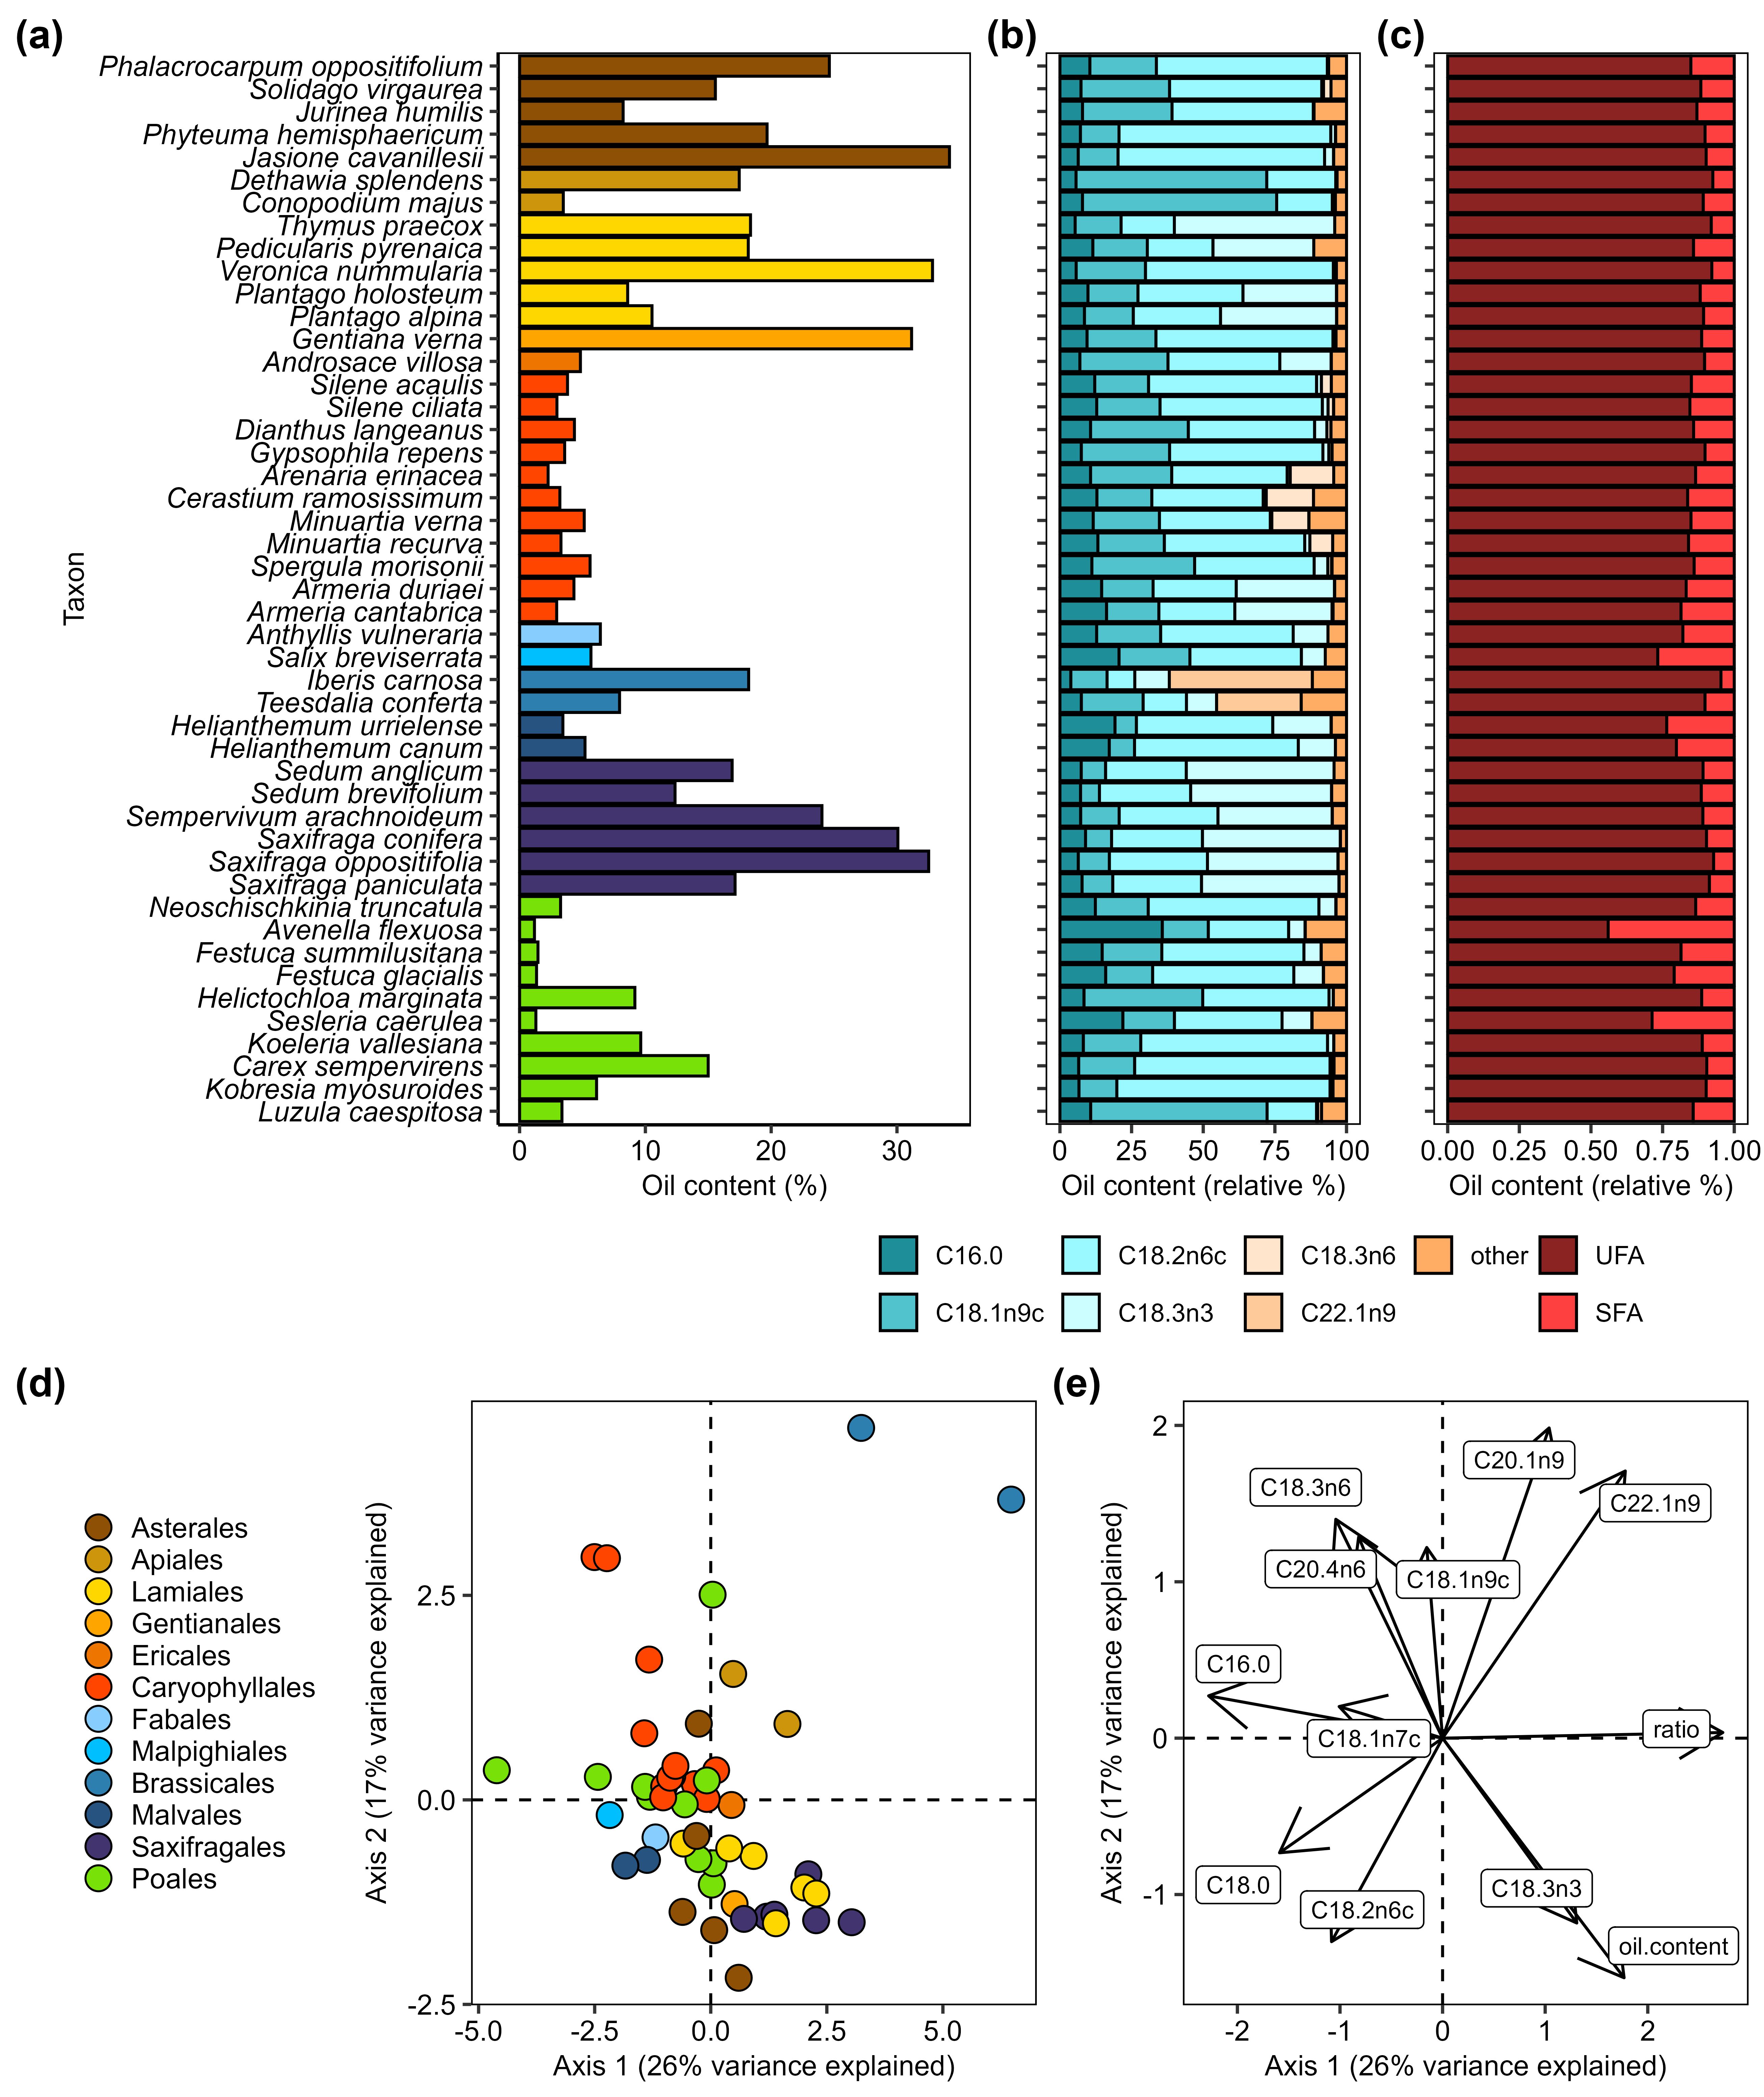 (a)
(b)
(c)
Taxon
Phalacrocarpum oppositifolium
Solidago virgaurea
Jurinea humilis
Phyteuma hemisphaericum
Jasione cavanillesii
Dethawia splendens
Conopodium majus
Thymus praecox
Pedicularis pyrenaica
Veronica nummularia
Plantago holosteum
Plantago alpina
Gentiana verna
Androsace villosa
Silene acaulis
Silene ciliata
Dianthus langeanus
Gypsophila repens
Arenaria erinacea
Cerastium ramosissimum
Minuartia verna
Minuartia recurva
Spergula morisonii
Armeria duriaei
Armeria cantabrica
Anthyllis vulneraria
Salix breviserrata
Iberis carnosa
Teesdalia conferta
Helianthemum urrielense
Helianthemum canum
Sedum anglicum
Sedum brevifolium
Sempervivum arachnoideum
Saxifraga conifera
Saxifraga oppositifolia
Saxifraga paniculata
Neoschischkinia truncatula
Avenella flexuosa
Festuca summilusitana
Festuca glacialis
Helictochloa marginata
Sesleria caerulea
Koeleria vallesiana
Carex sempervirens
Kobresia myosuroides
Luzula caespitosa
0 10 20 30
Oil content (%)
0 25 50 75 100
Oil content (relative %)
0.00 0.25 0.50 0.75 1.00
Oil content (relative %)
C16.0 C18.2n6c C18.3n6 other UFA
C18.1n9c C18.3n3 C22.1n9 SFA
(d)
Asterales
Apiales
Lamiales
Gentianales
Ericales
Caryophyllales
Fabales
Malpighiales
Brassicales
Malvales
Saxifragales
Poales
Axis 2 (17% variance explained)
2.5
0.0
-2.5
-5.0 -2.5 0.0 2.5 5.0
Axis 1 (26% variance explained)
(e)
Axis 2 (17% variance explained)
2
1
0
-1
C20.1n9
C18.3n6
C22.1n9
C20.4n6
C18.1n9c
C16.0
ratio
C18.1n7c
C18.0
C18.3n3
C18.2n6c
oil.content
-2 -1 0 1 2
Axis 1 (26% variance explained)